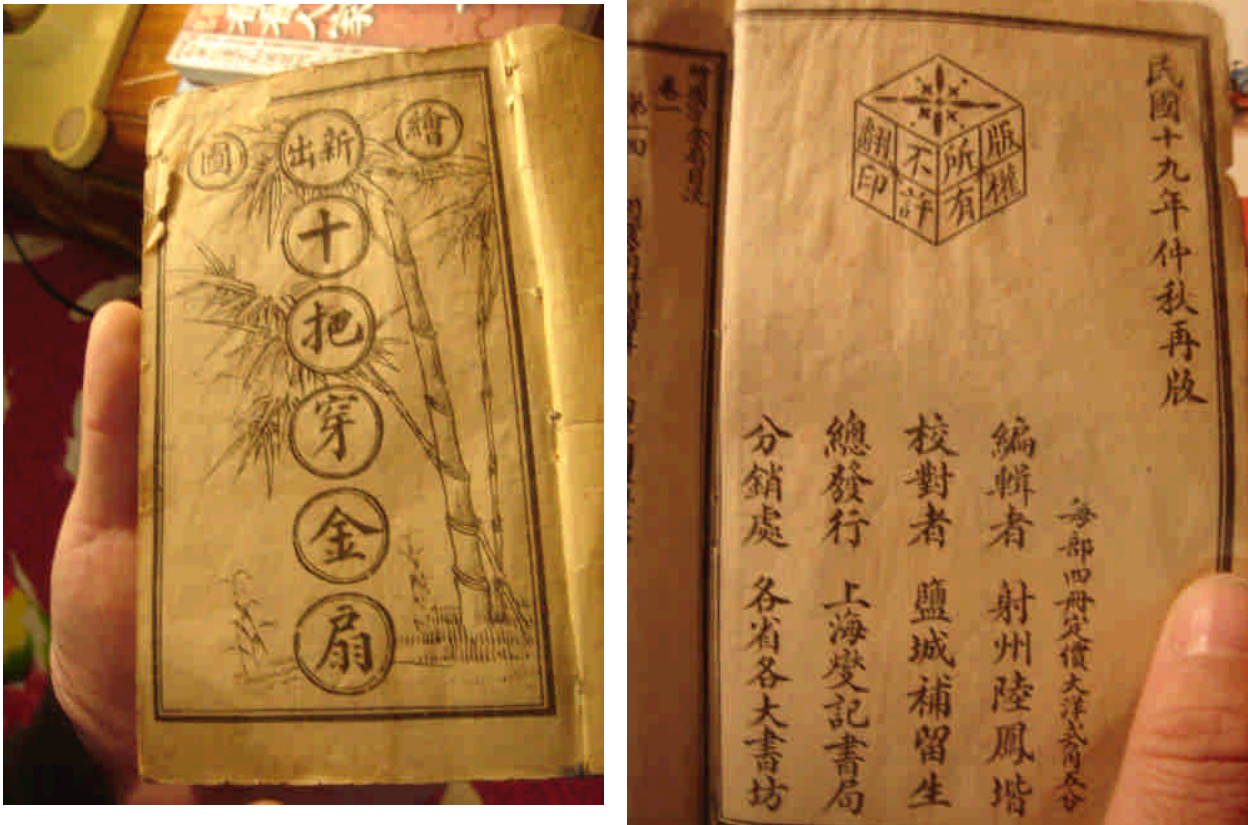 繪圖
新出
十把穿金扇
民國十九年仲秋再版
版權所有不許翻印
每部四冊定價大洋
編輯者 射州陸鳳堦
校對者 鹽城補留生
總發行 上海燮記書局
分銷處 各省各大書坊